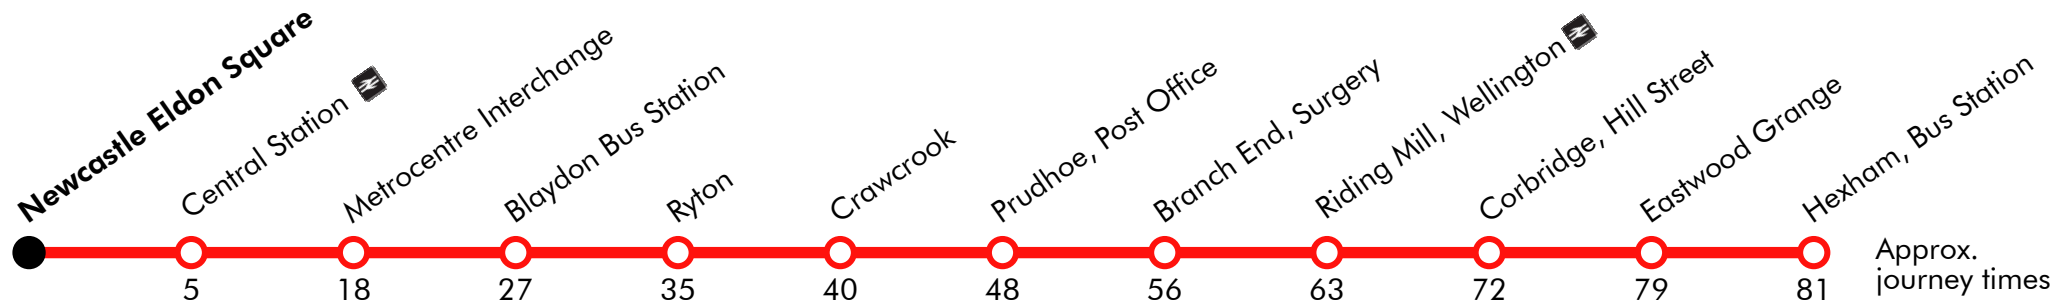 Newcastle Eldon Square
Central Station
Metrocentre Interchange
Blaydon Bus Station
Ryton
Crawcrook
Prudhoe, Post Office
Branch End, Surgery
Riding Mill, Wellington
Corbridge, Hill Street
Eastwood Grange
Hexham, Bus Station
Approx.
journey times
5
18
27
35
40
48
56
63
72
79
81